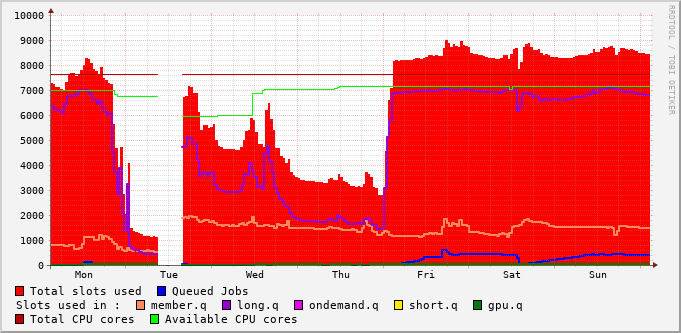 10000
9000
8000
7000
6000
5000
4000
3000
2000
1000
0
Mon Tue Wed Thu Fri Sat Sun
RRDTOOL / TOBI OETIKER
Total slots used Queued Jobs
Slots used in : member.q long.q ondemand.q short.q gpu.q
Total CPU cores Available CPU cores